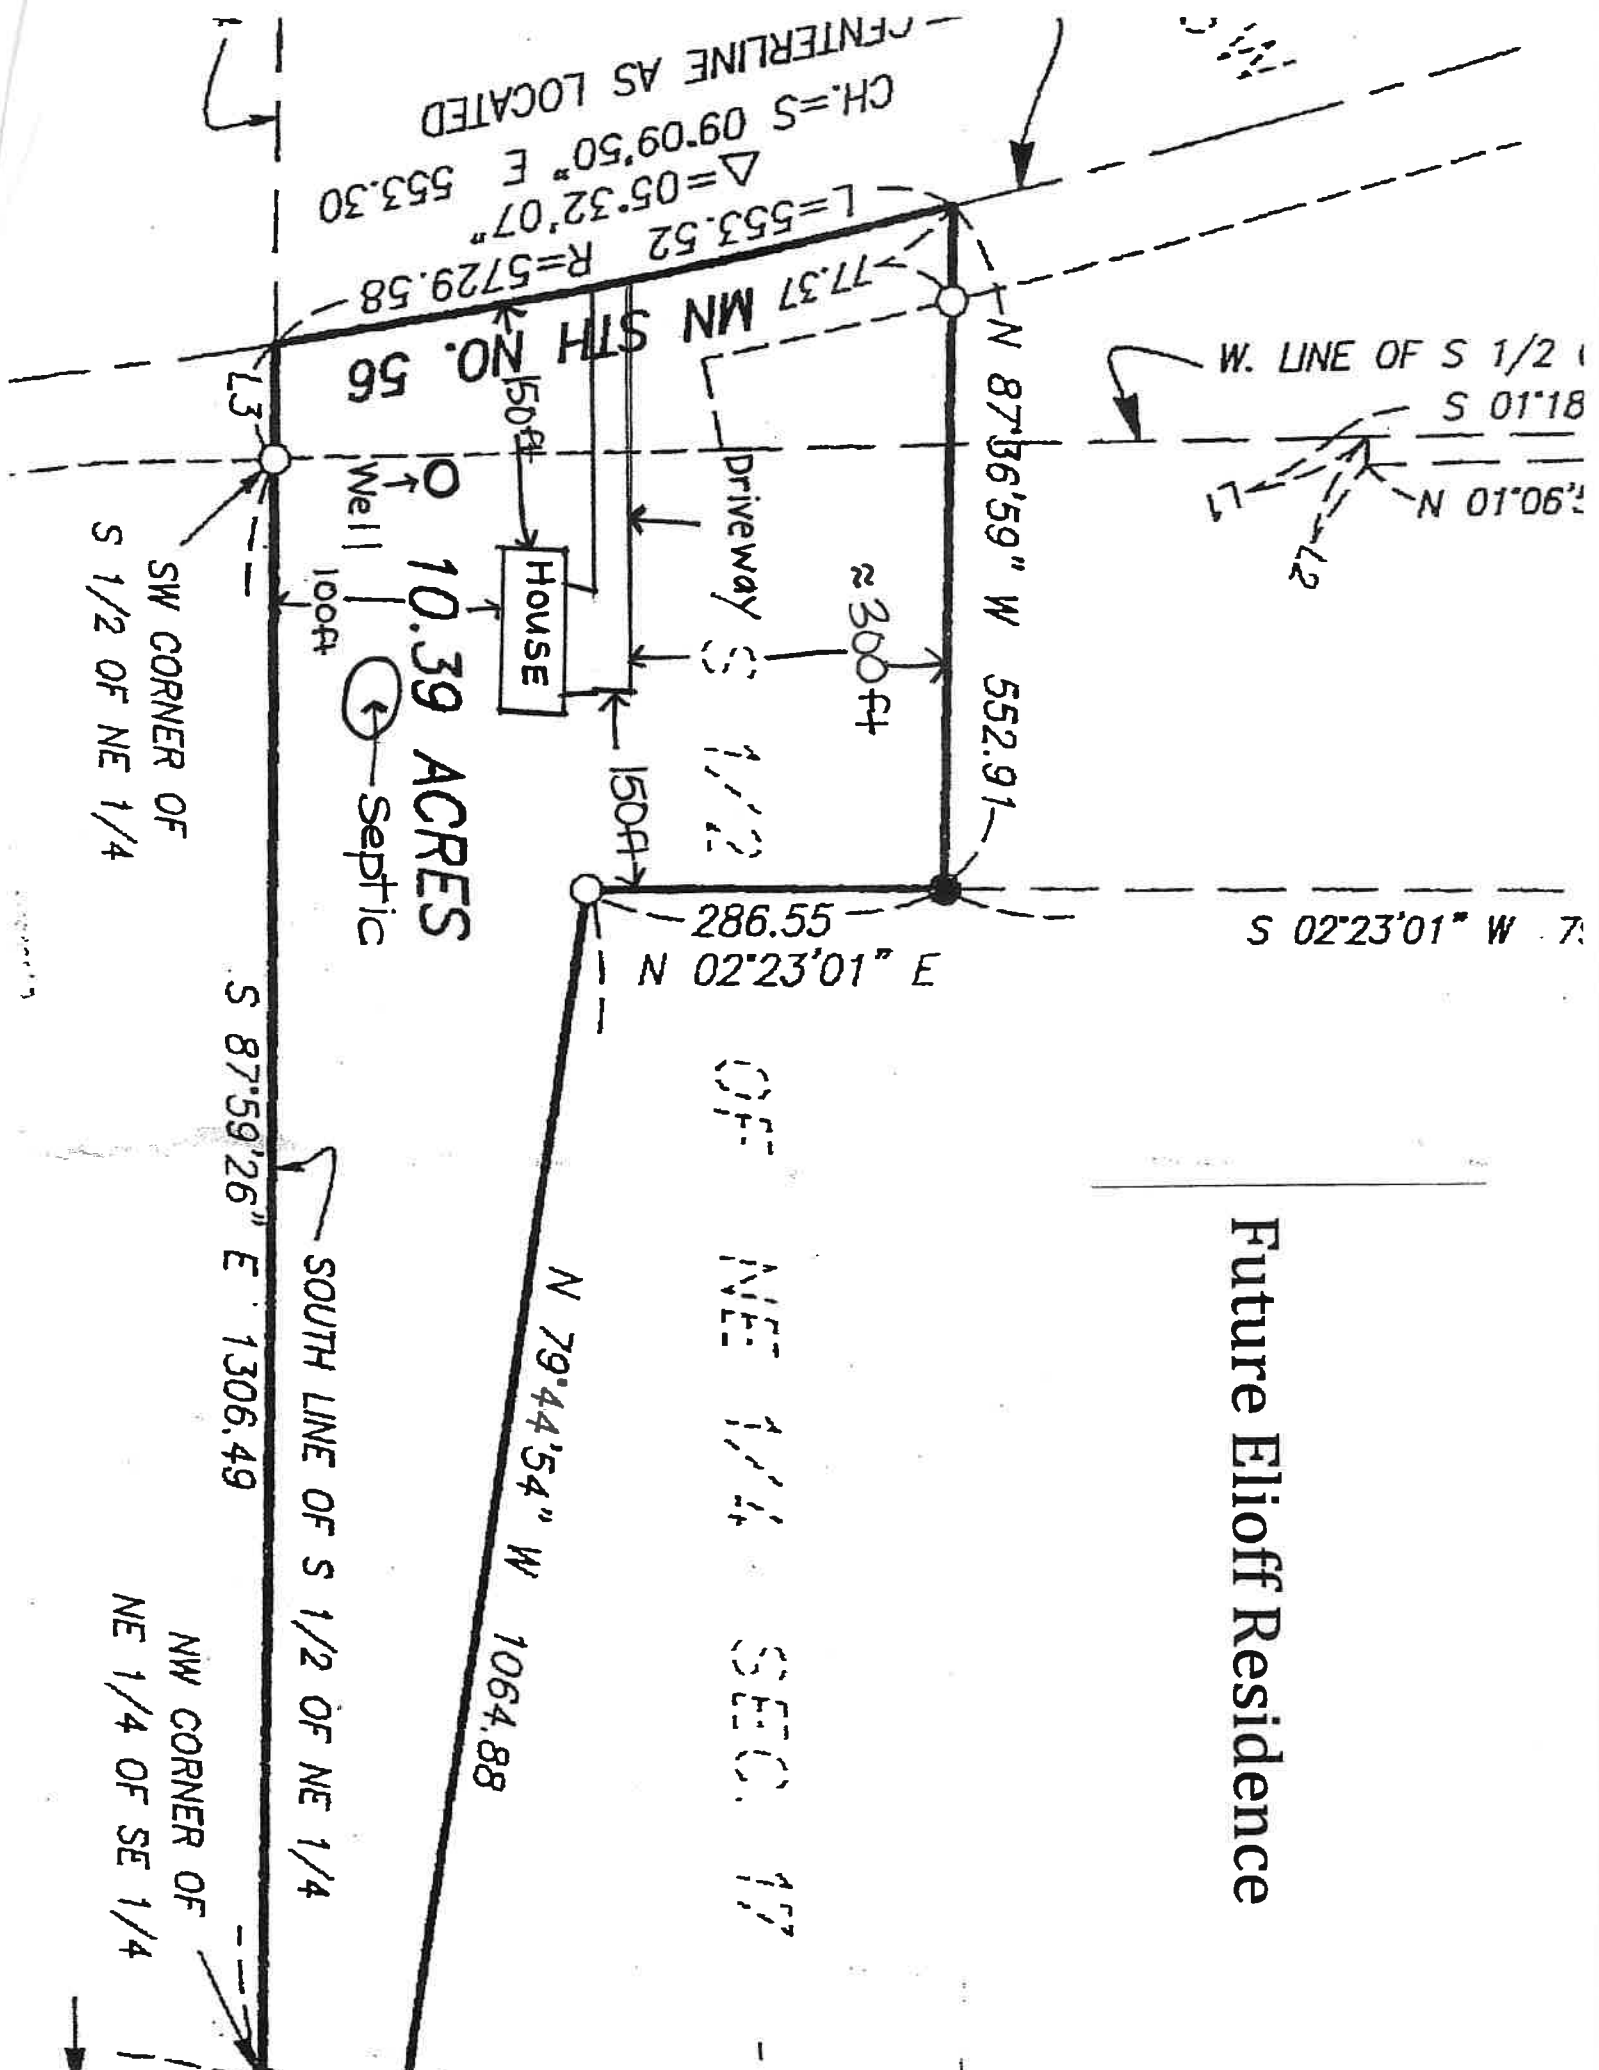 Future Elioff Residence
W. LINE OF S 1/2
S 01°18
N 01°06'
L1
L2
S 02°23'01" W
N 87°36'59" W 552.91
CENTERLINE AS LOCATED
CH.=S 09°09'50" E 553.30
△=05°32'07"
L=553.52 R=5729.58
77.37
MN STH NO. 56
L3
≈300ft
Driveway
150ft
House
150ft
Well
100ft
Septic
10.39 ACRES
286.55
N 02°23'01" E
S 1/2 OF NE 1/4 SEC. 17
N 79°44'54" W 1064.88
SOUTH LINE OF S 1/2 OF NE 1/4
S 87°59'26" E 1306.49
SW CORNER OF
S 1/2 OF NE 1/4
NW CORNER OF
NE 1/4 OF SE 1/4